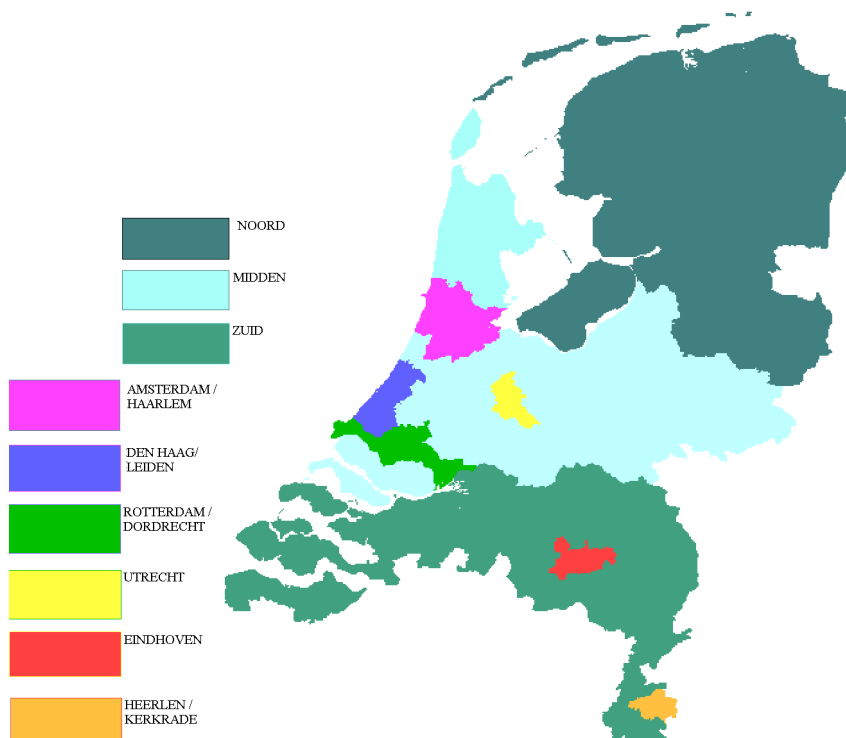 NOORD
MIDDEN
ZUID
AMSTERDAM /
HAARLEM
DEN HAAG/
LEIDEN
ROTTERDAM /
DORDRECHT
UTRECHT
EINDHOVEN
HEERLEN /
KERKRADE